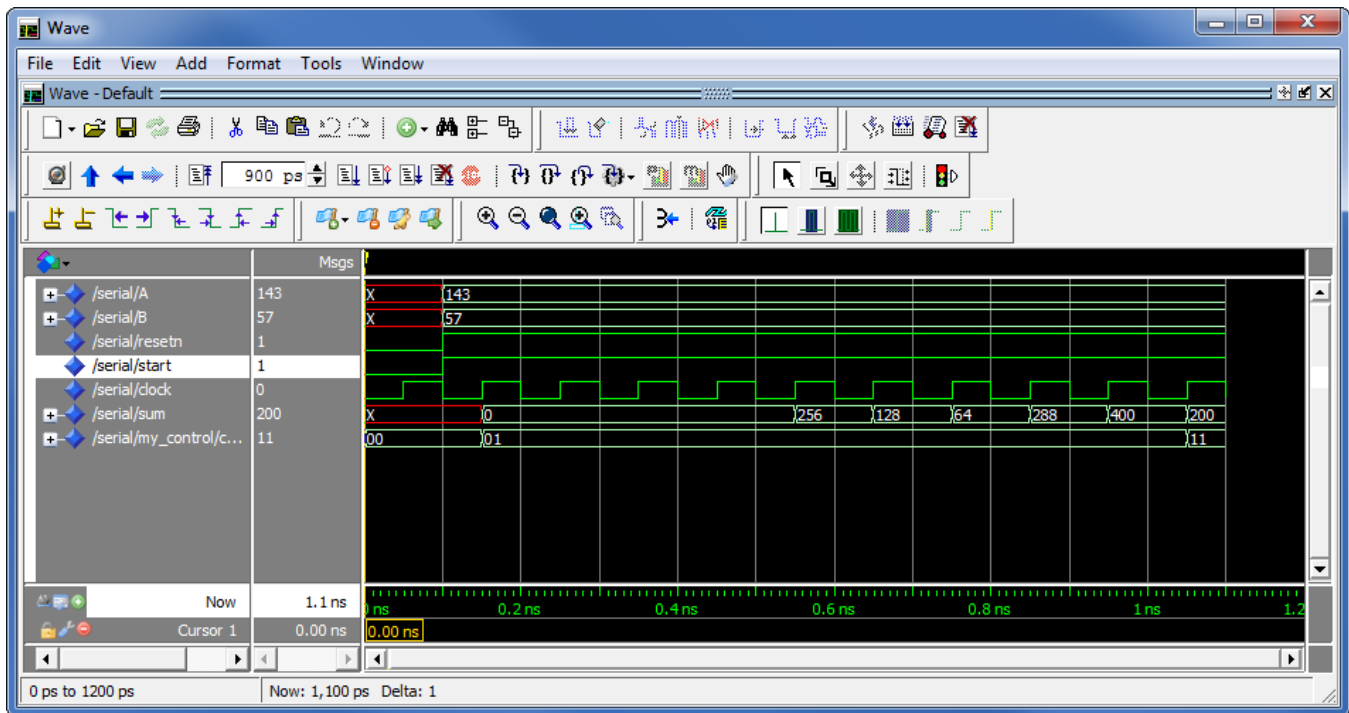 Wave
File Edit View Add Format Tools Window
Wave - Default
900 ps
Msgs
/serial/A 143 X 143
/serial/B 57 X 57
/serial/resetn 1
/serial/start 1
/serial/clock 0
/serial/sum 200 X 0 256 128 64 288 400 200
/serial/my_control/c... 11 00 01 11
Now 1.1 ns ns 0.2 ns 0.4 ns 0.6 ns 0.8 ns 1 ns 1.2
Cursor 1 0.00 ns 0.00 ns
0 ps to 1200 ps Now: 1,100 ps Delta: 1